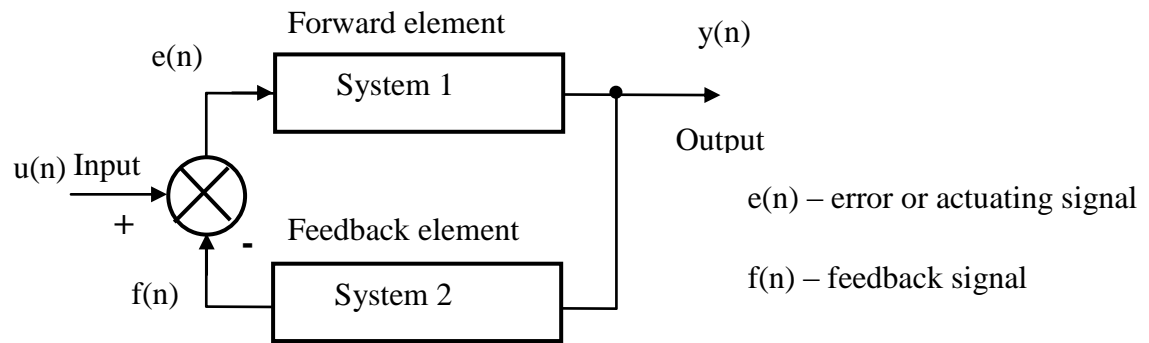 Forward element
y(n)
e(n)
System 1
Output
u(n) Input
+
e(n) – error or actuating signal
-
Feedback element
f(n)
System 2
f(n) – feedback signal